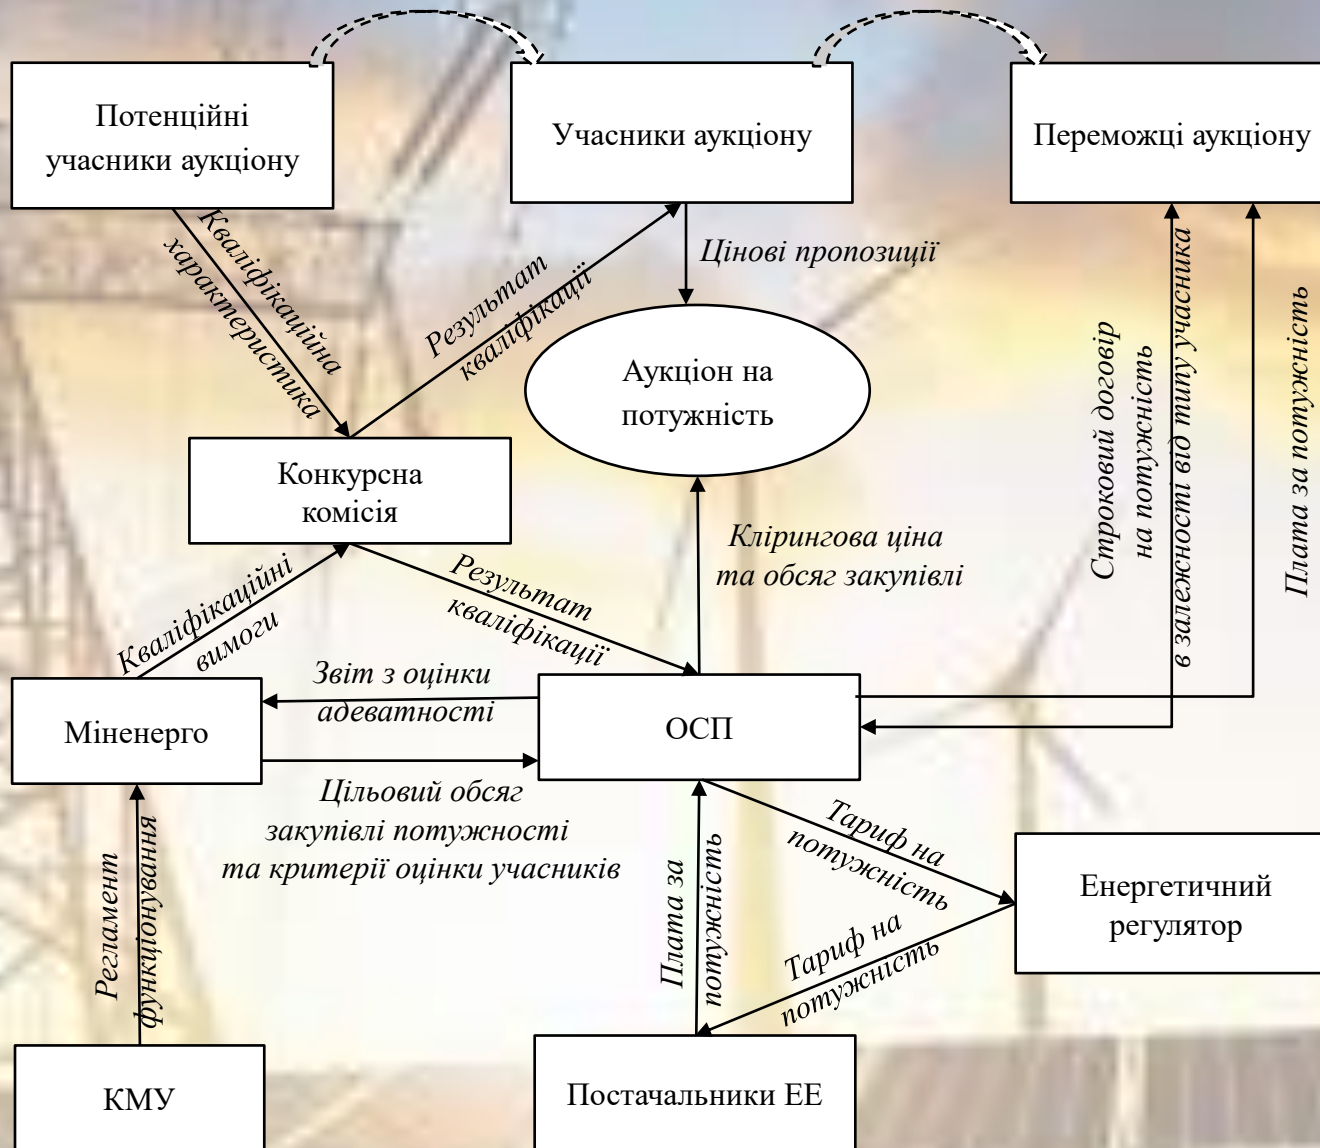 Потенційні
учасники аукціону
Учасники аукціону
Переможці аукціону
Кваліфікаційна
характеристика
Результат
кваліфікації
Цінові пропозиції
Аукціон на
потужність
Строковий договір
на потужність
в залежності від типу учасника
Плата за потужність
Конкурсна
комісія
Клірингова ціна
та обсяг закупівлі
Кваліфікаційні
вимоги
Результат
кваліфікації
Звіт з оцінки
адеватності
Міненерго
ОСП
Цільовий обсяг
закупівлі потужності
та критерії оцінки учасників
Регламент
функціонування
Плата за
потужність
Тариф на
потужність
Енергетичний
регулятор
Тариф на
потужність
КМУ
Постачальники ЕЕ